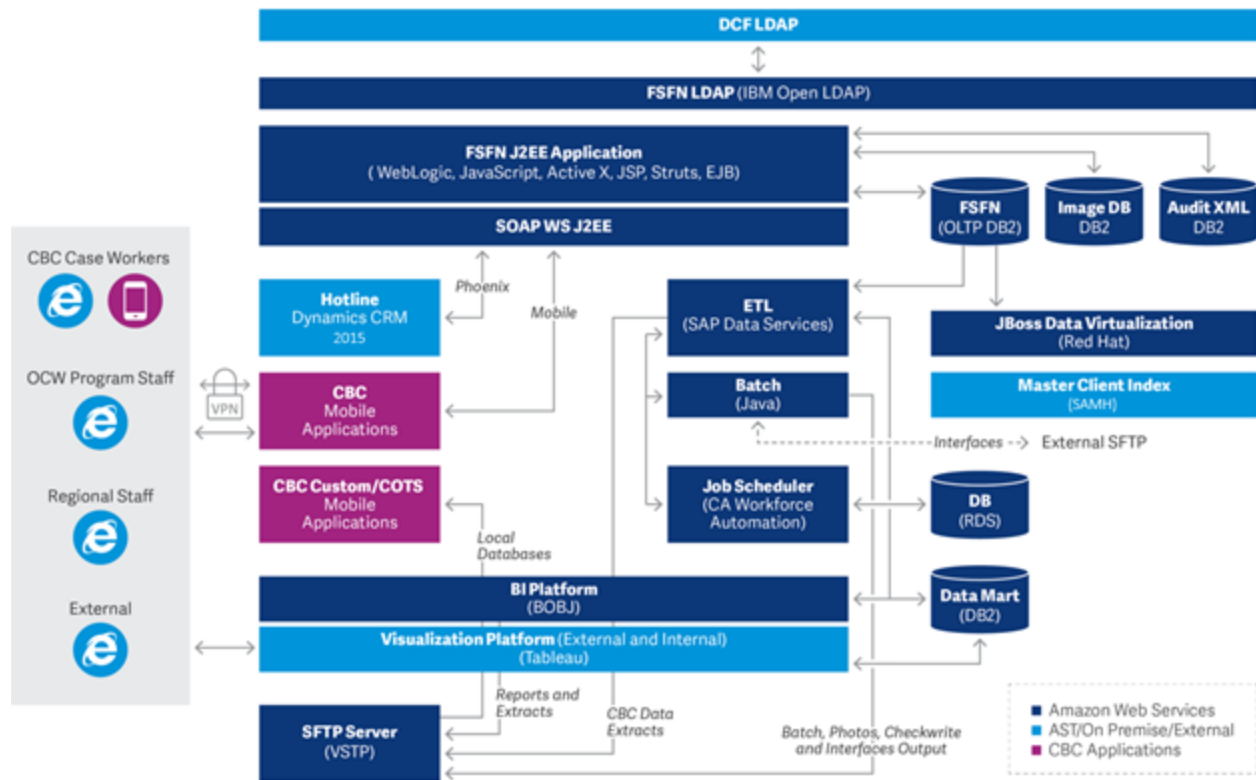 DCF LDAP
FSFN LDAP (IBM Open LDAP)
FSFN J2EE Application
( WebLogic, JavaScript, Active X, JSP, Struts, EJB)
SOAP WS J2EE
FSFN
(OLTP DB2)
Image DB
DB2
Audit XML
DB2
CBC Case Workers
OCW Program Staff
Regional Staff
External
VPN
Hotline
Dynamics CRM
2015
Phoenix
Mobile
CBC
Mobile
Applications
CBC Custom/COTS
Mobile
Applications
Local
Databases
ETL
(SAP Data Services)
Batch
(Java)
Job Scheduler
(CA Workforce
Automation)
JBoss Data Virtualization
(Red Hat)
Master Client Index
(SAMH)
Interfaces
External SFTP
DB
(RDS)
BI Platform
(BOBJ)
Data Mart
(DB2)
Visualization Platform (External and Internal)
(Tableau)
SFTP Server
(VSTP)
Reports and
Extracts
CBC Data
Extracts
Batch, Photos, Checkwrite
and Interfaces Output
Amazon Web Services
AST/On Premise/External
CBC Applications